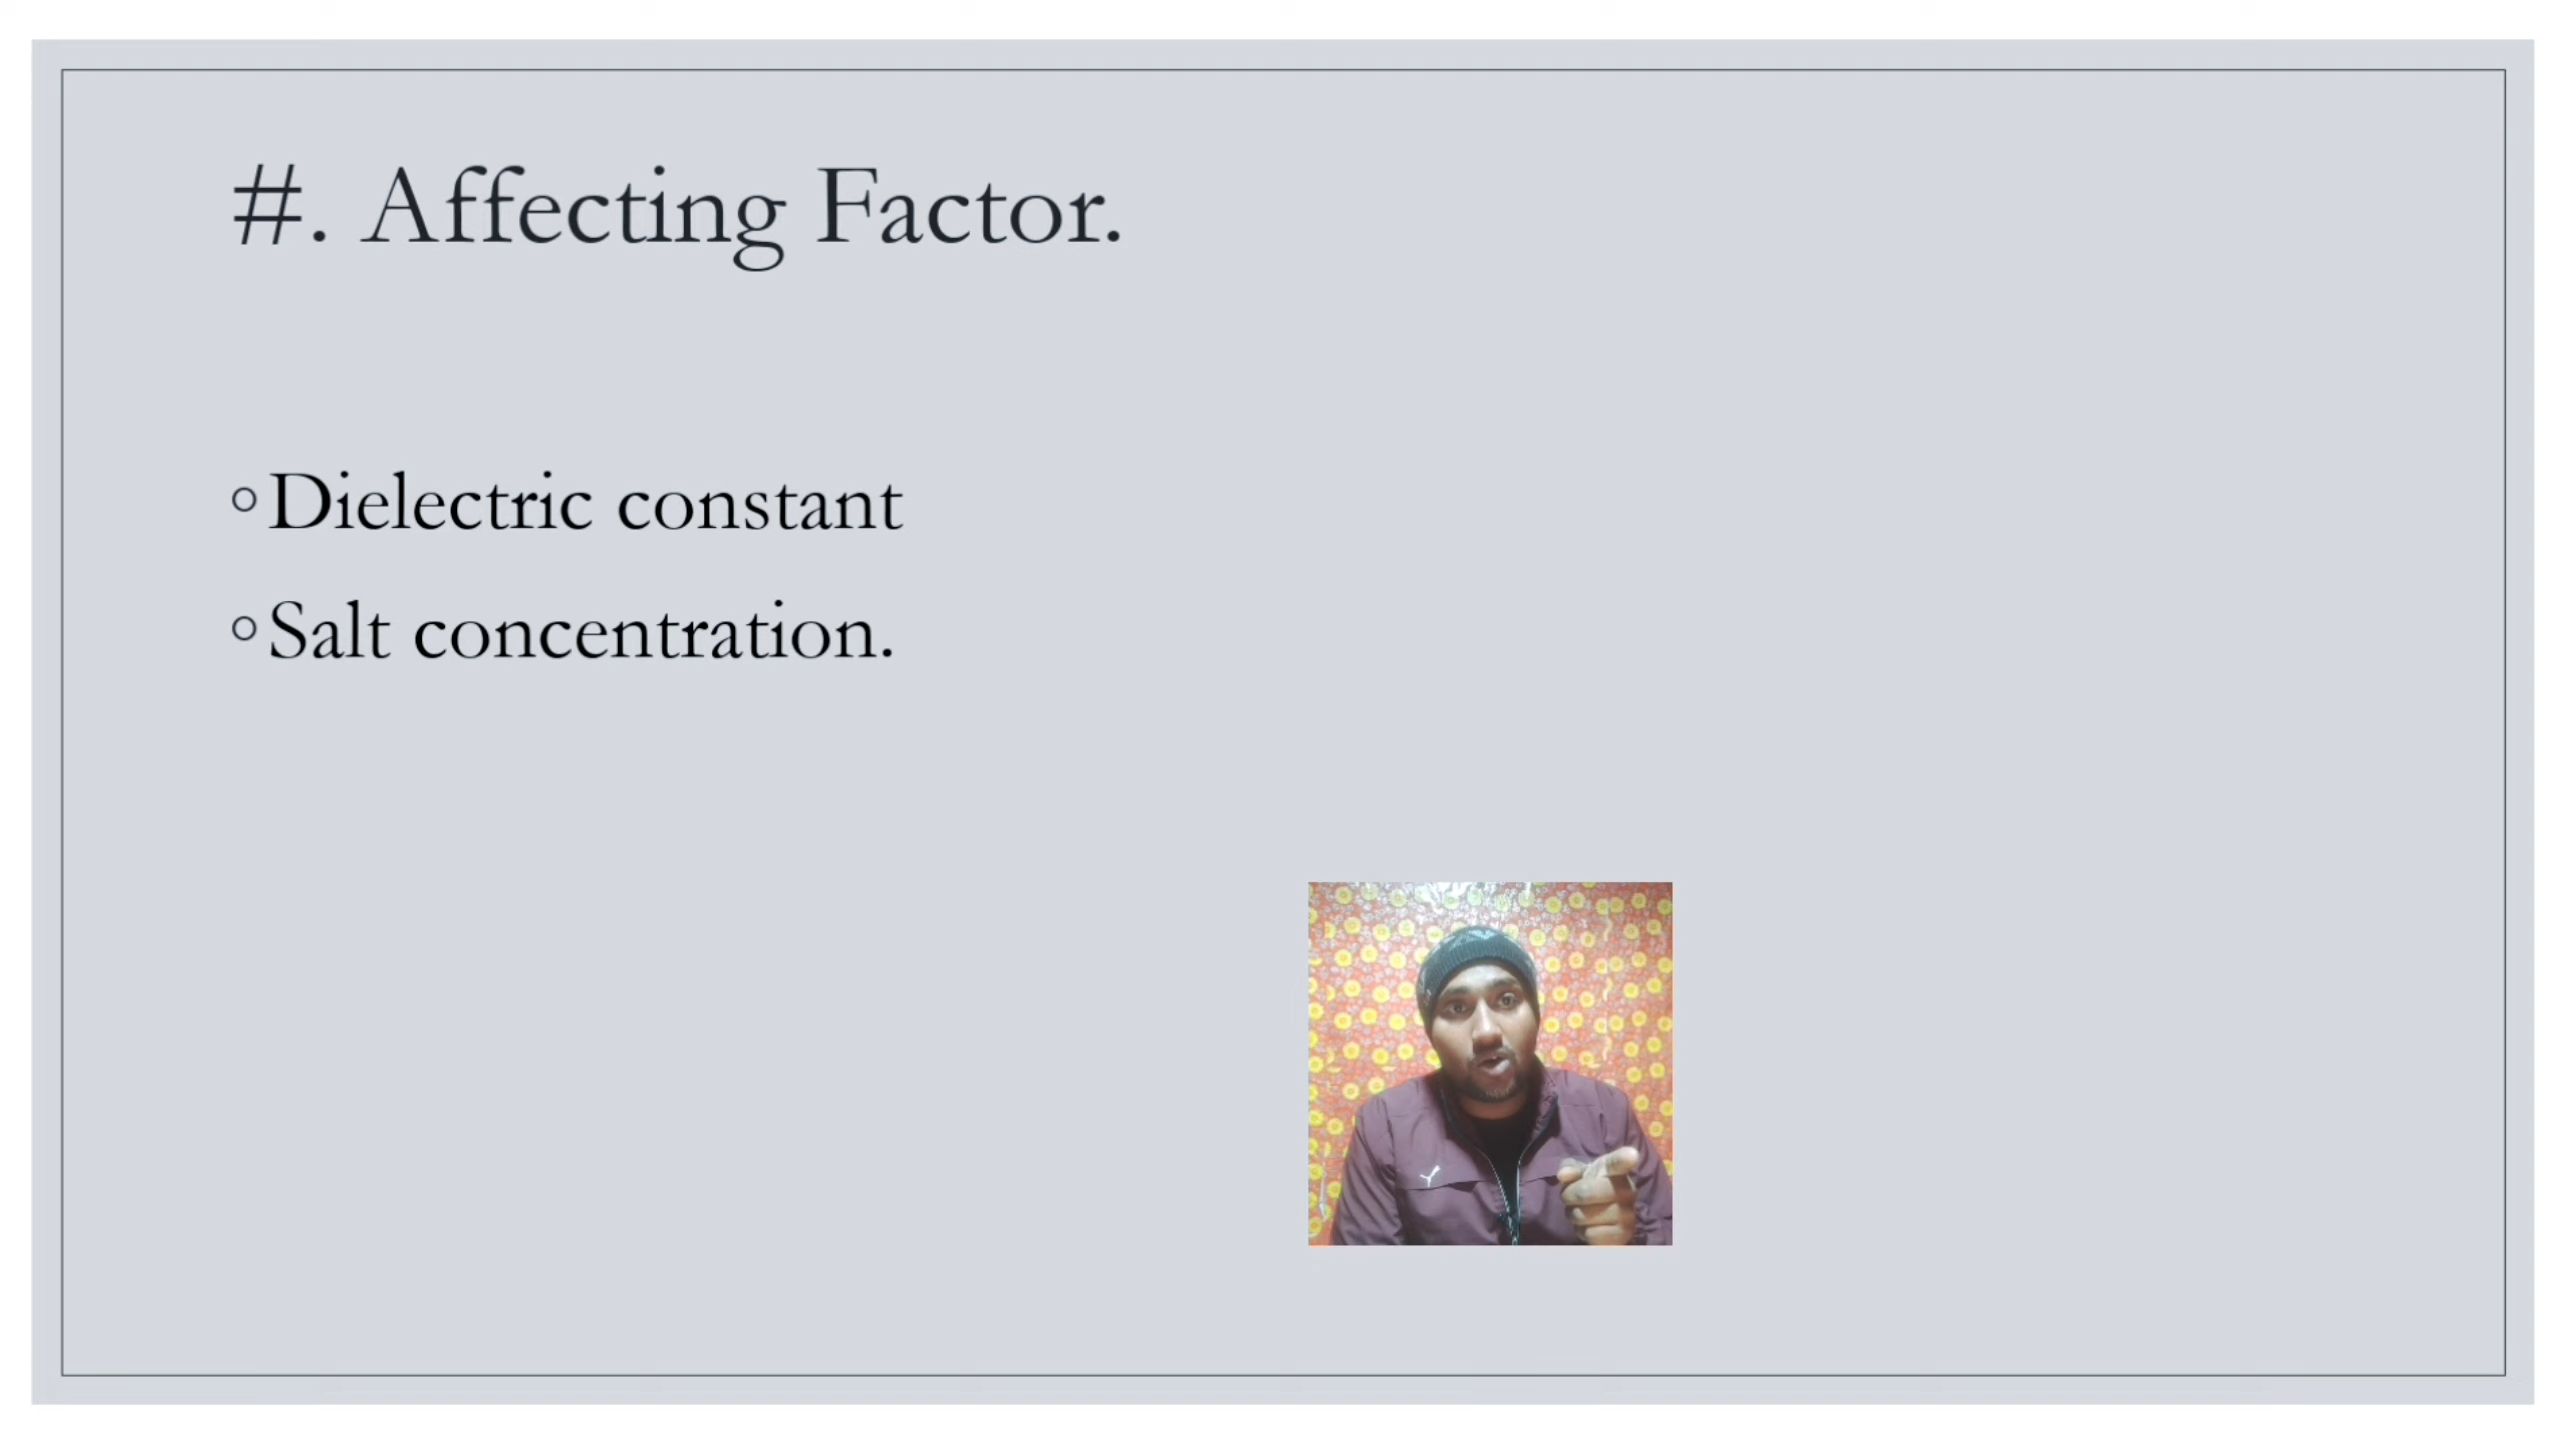 #. Affecting Factor.
◦Dielectric constant
◦Salt concentration.